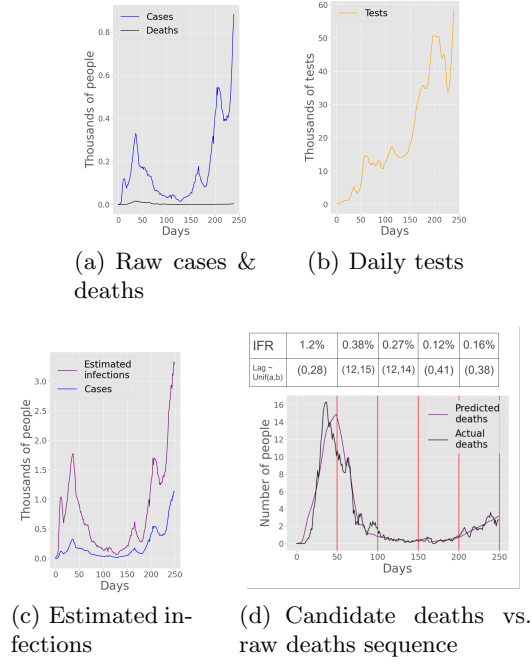 Cases
Deaths
Thousands of people
0.8
0.6
0.4
0.2
0.0
0 50 100 150 200 250
Days
(a) Raw cases &
deaths
Tests
Thousands of tests
60
50
40
30
20
10
0
0 50 100 150 200 250
Days
(b) Daily tests
Estimated
infections
Cases
Thousands of people
3.0
2.5
2.0
1.5
1.0
0.5
0.0
0 50 100 150 200 250
Days
(c) Estimated in-
fections
IFR 1.2% 0.38% 0.27% 0.12% 0.16%
Lag ~
Unif(a,b) (0,28) (12,15) (12,14) (0,41) (0,38)
Predicted
deaths
Actual
deaths
Number of people
16
14
12
10
8
6
4
2
0
0 50 100 150 200 250
Days
(d) Candidate deaths vs.
raw deaths sequence